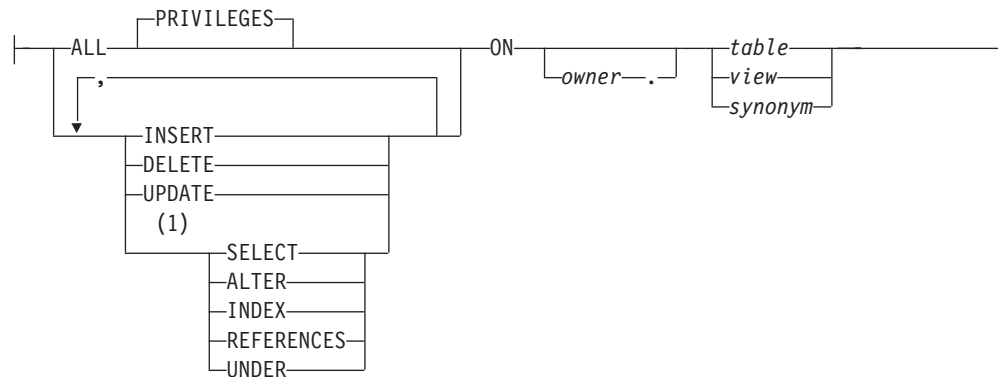 PRIVILEGES
ALL ON table
, owner . view
synonym
INSERT
DELETE
UPDATE
(1)
SELECT
ALTER
INDEX
REFERENCES
UNDER